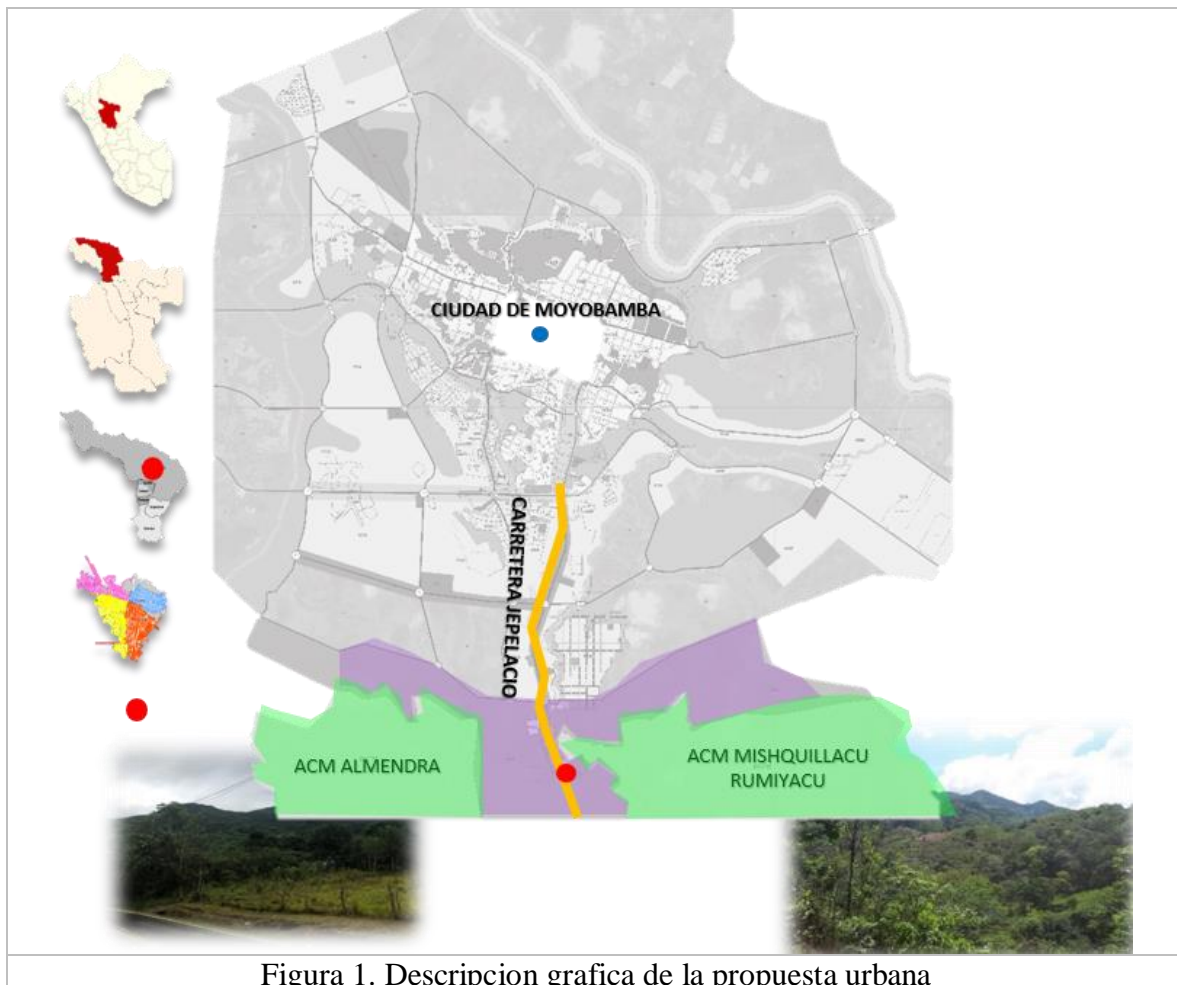 CIUDAD DE MOYOBAMBA
CARRETERA JEPELACIO
ACM ALMENDRA
ACM MISHQUILLACU
RUMIYACU
Figura 1. Descripcion grafica de la propuesta urbana